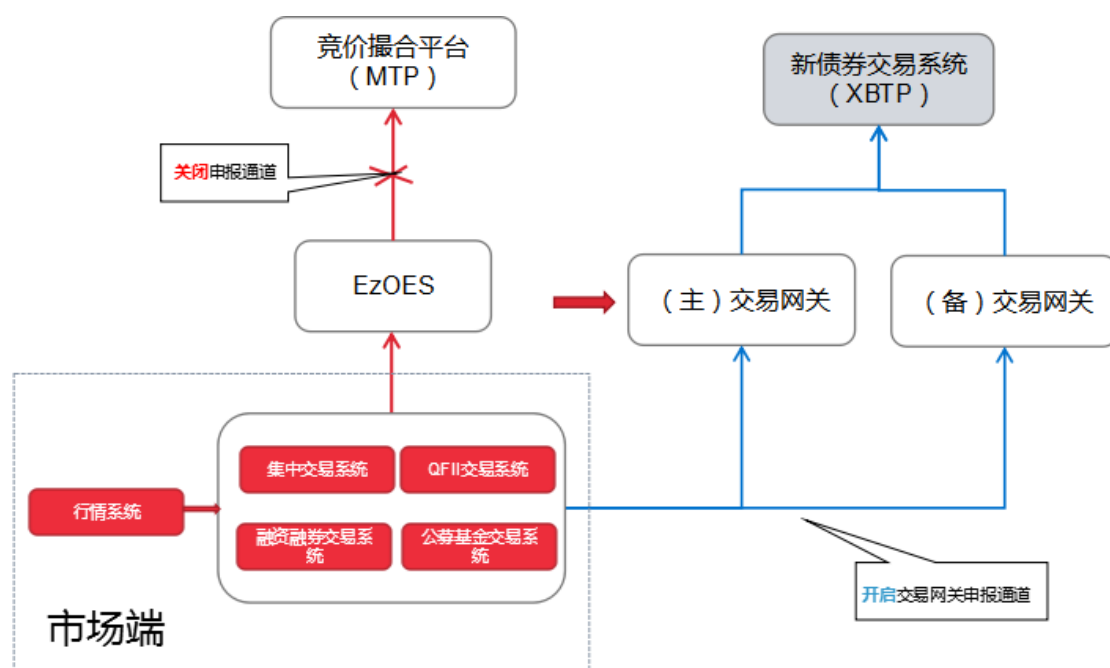 竞价撮合平台
（MTP）
新债券交易系统
（XBTP）
关闭申报通道
EzOES
（主）交易网关
（备）交易网关
集中交易系统
QFII交易系统
行情系统
融资融券交易系
统
公募基金交易系
统
开启交易网关申报通道
市场端